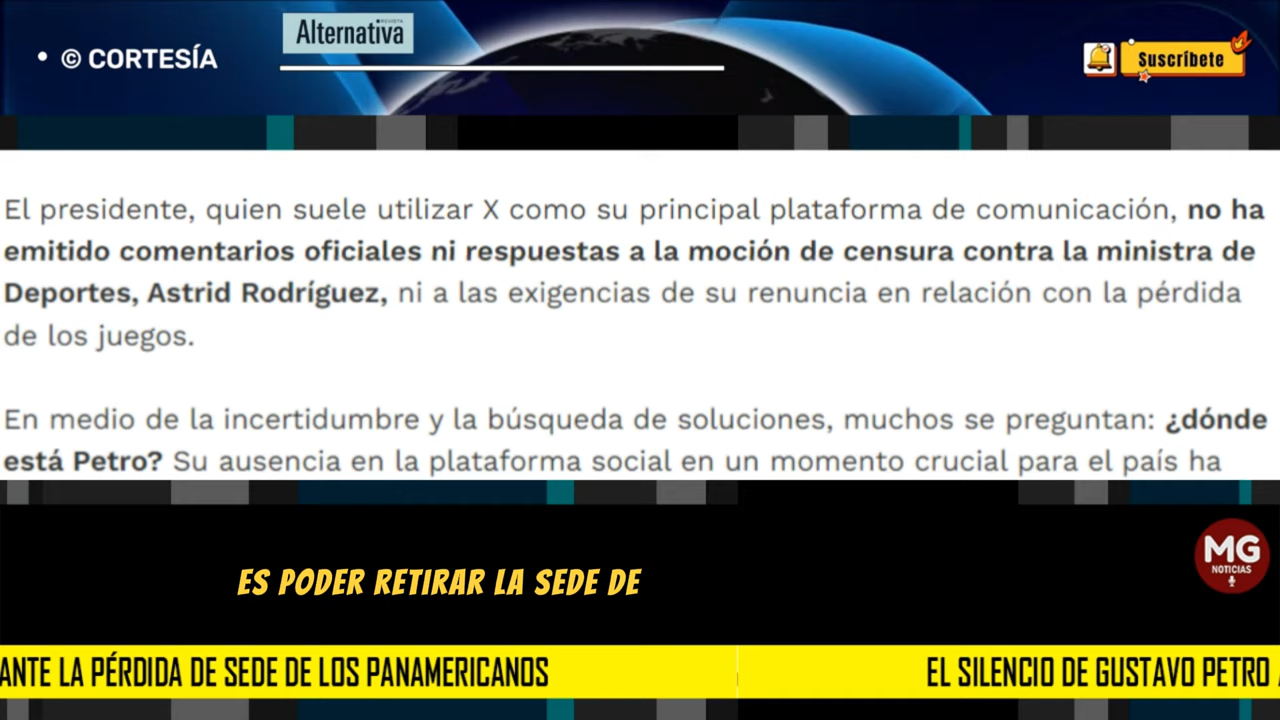 • © CORTESÍA
REVISTA
Alternativa
Suscríbete
El presidente, quien suele utilizar X como su principal plataforma de comunicación, no ha
emitido comentarios oficiales ni respuestas a la moción de censura contra la ministra de
Deportes, Astrid Rodríguez, ni a las exigencias de su renuncia en relación con la pérdida
de los juegos.
En medio de la incertidumbre y la búsqueda de soluciones, muchos se preguntan: ¿dónde
está Petro? Su ausencia en la plataforma social en un momento crucial para el país ha
MG
NOTICIAS
ES PODER RETIRAR LA SEDE DE
ANTE LA PÉRDIDA DE SEDE DE LOS PANAMERICANOS EL SILENCIO DE GUSTAVO PETRO